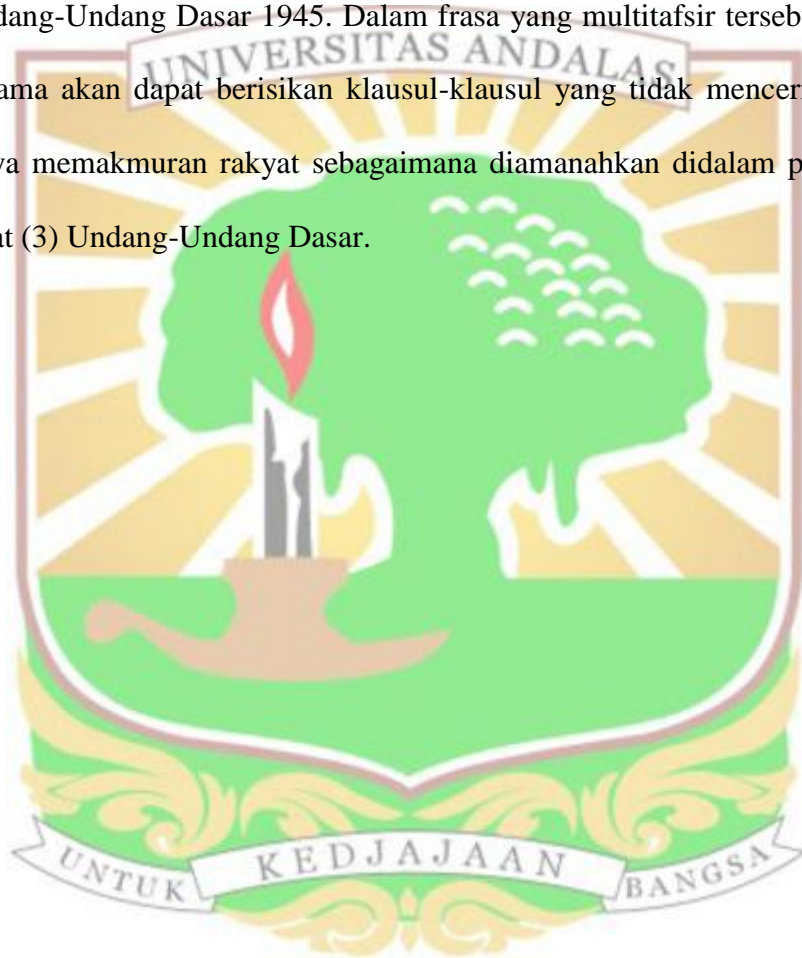 dang-Undang Dasar 1945. Dalam frasa yang multitafsir terseb
UNIVERSITAS ANDALAS
ama akan dapat berisikan klausul-klausul yang tidak mencer
ya memakmuran rakyat sebagaimana diamanahkan didalam p
at (3) Undang-Undang Dasar.
UNTUK KEDJAJAAN BANGSA